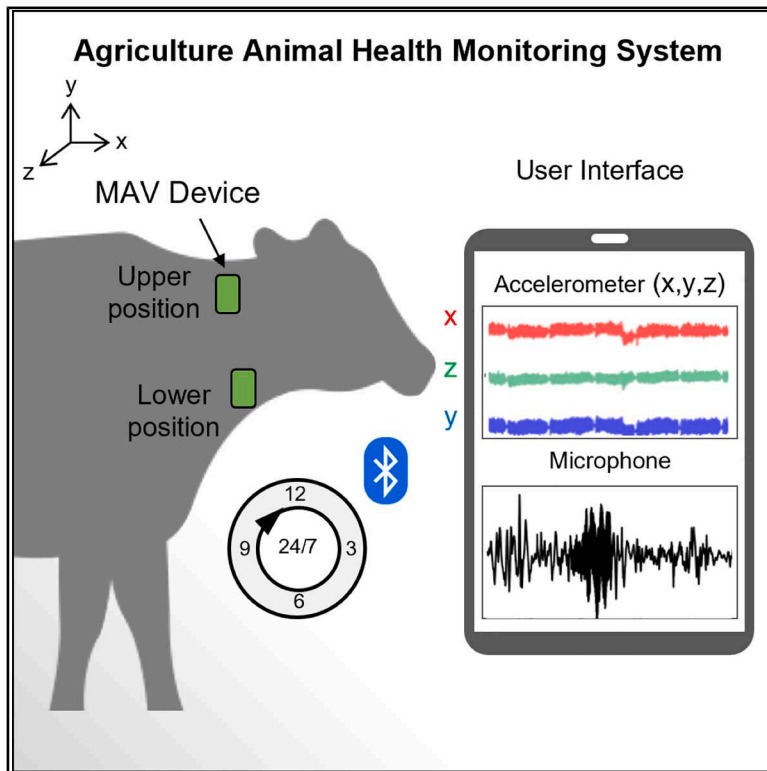 Agriculture Animal Health Monitoring System
y
x
z
MAV Device
Upper
position
Lower
position
12
9
24/7
3
6
User Interface
Accelerometer (x,y,z)
x
z
y
Microphone